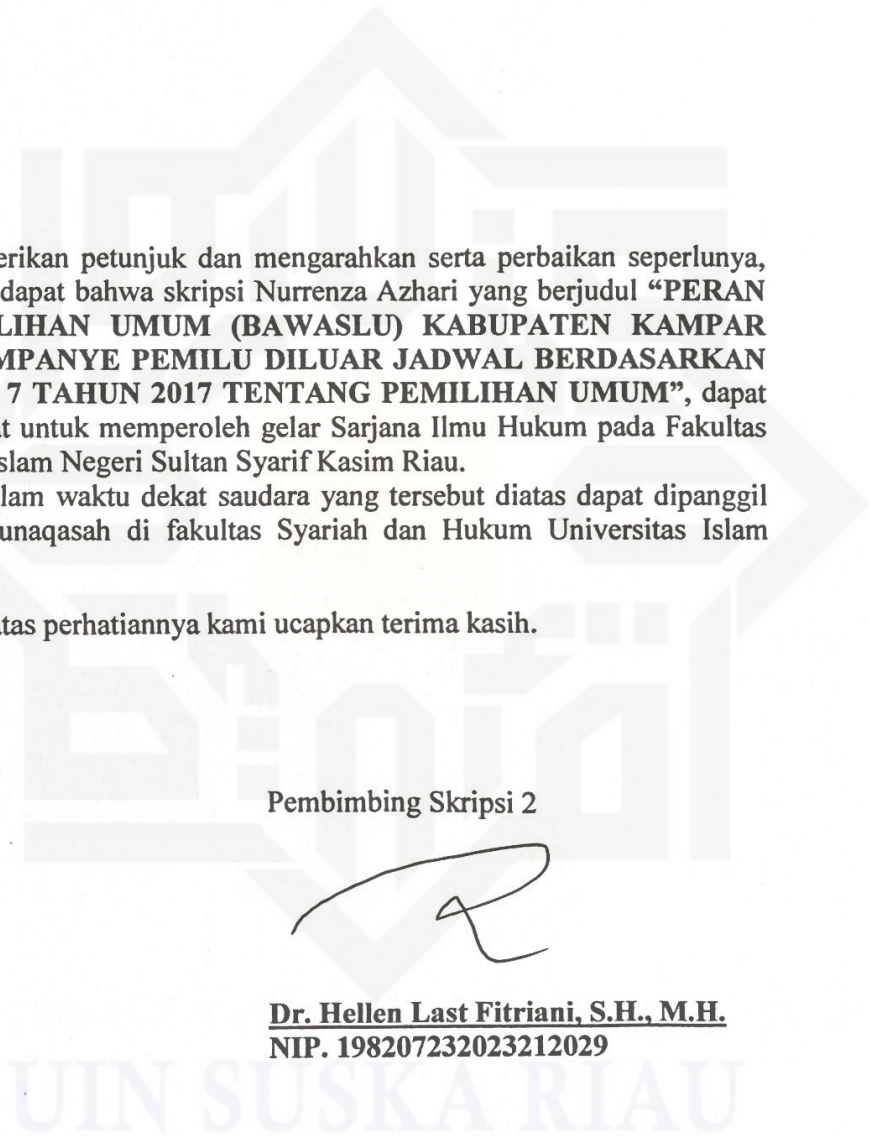 erikan petunjuk dan mengarahkan serta perbaikan seperlunya,
dapat bahwa skripsi Nurrenza Azhari yang berjudul “PERAN
LIHAN UMUM (BAWASLU) KABUPATEN KAMPAR
MPANYE PEMILU DILUAR JADWAL BERDASARKAN
7 TAHUN 2017 TENTANG PEMILIHAN UMUM”, dapat
at untuk memperoleh gelar Sarjana Ilmu Hukum pada Fakultas
slam Negeri Sultan Syarif Kasim Riau.
lam waktu dekat saudara yang tersebut diatas dapat dipanggil
unaqasah di fakultas Syariah dan Hukum Universitas Islam
atas perhatiannya kami ucapkan terima kasih.
Pembimbing Skripsi 2
Dr. Hellen Last Fitriani, S.H., M.H.
NIP. 198207232023212029
UIN SUSKA RIAU